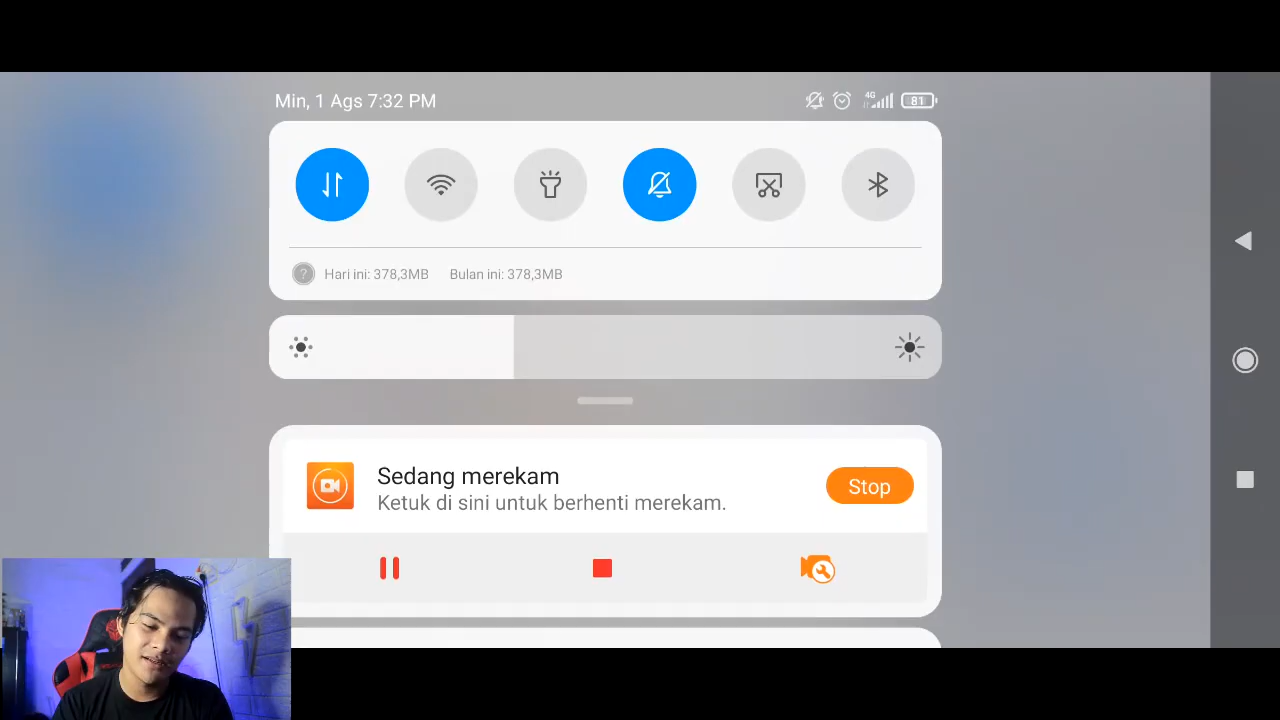 Min, 1 Ags 7:32 PM 4G 81
Hari ini: 378,3MB Bulan ini: 378,3MB
Sedang merekam
Ketuk di sini untuk berhenti merekam.
Stop